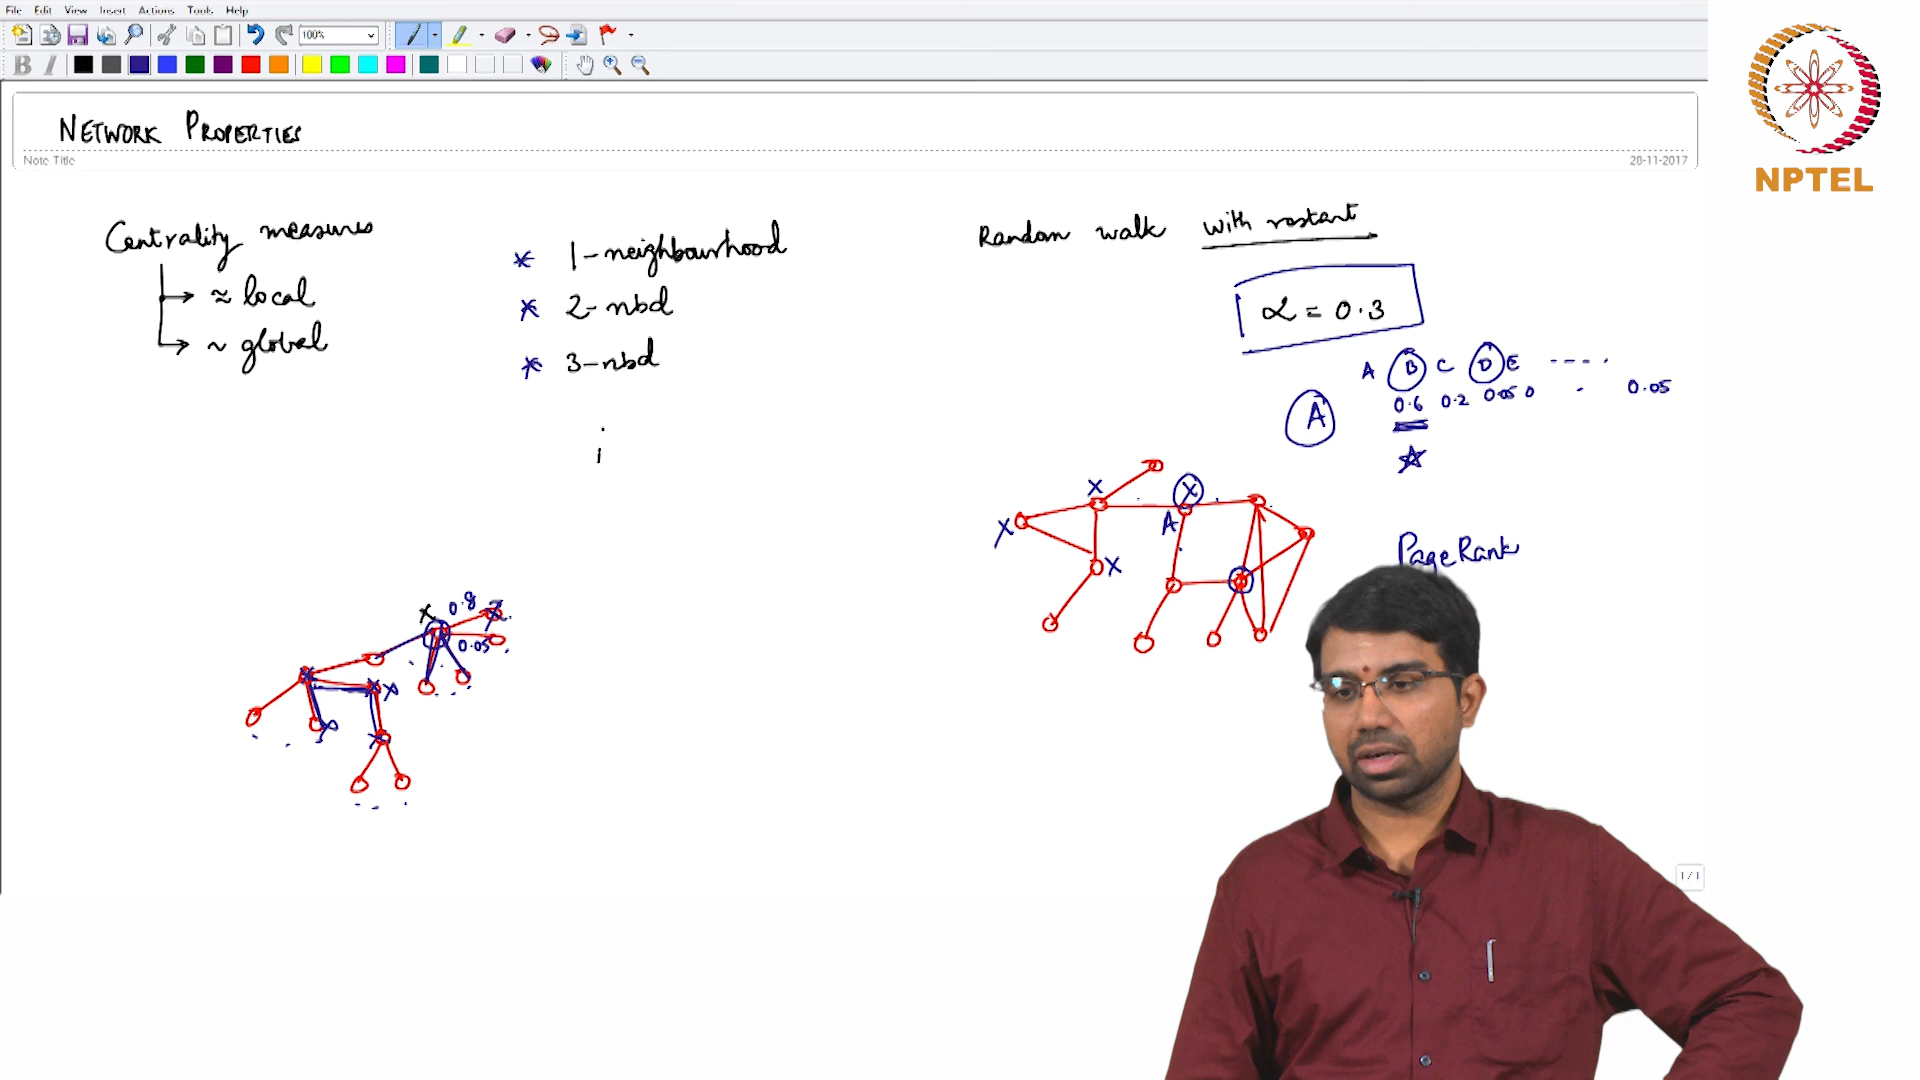 File Edit View Insert Actions Tools Help
100%
B I
NETWORK PROPERTIES
Note Title
20-11-2017
NPTEL
Centrality measures
≈ local
~ global
* 1-neighbourhood
* 2-nbd
* 3-nbd
Random walk with restart
α = 0.3
A B C D E ----
0.6 0.2 0.05 0 0.05
A
X
X
X
A
X
X
PageRank
X 0.8
0.05
1 / 1